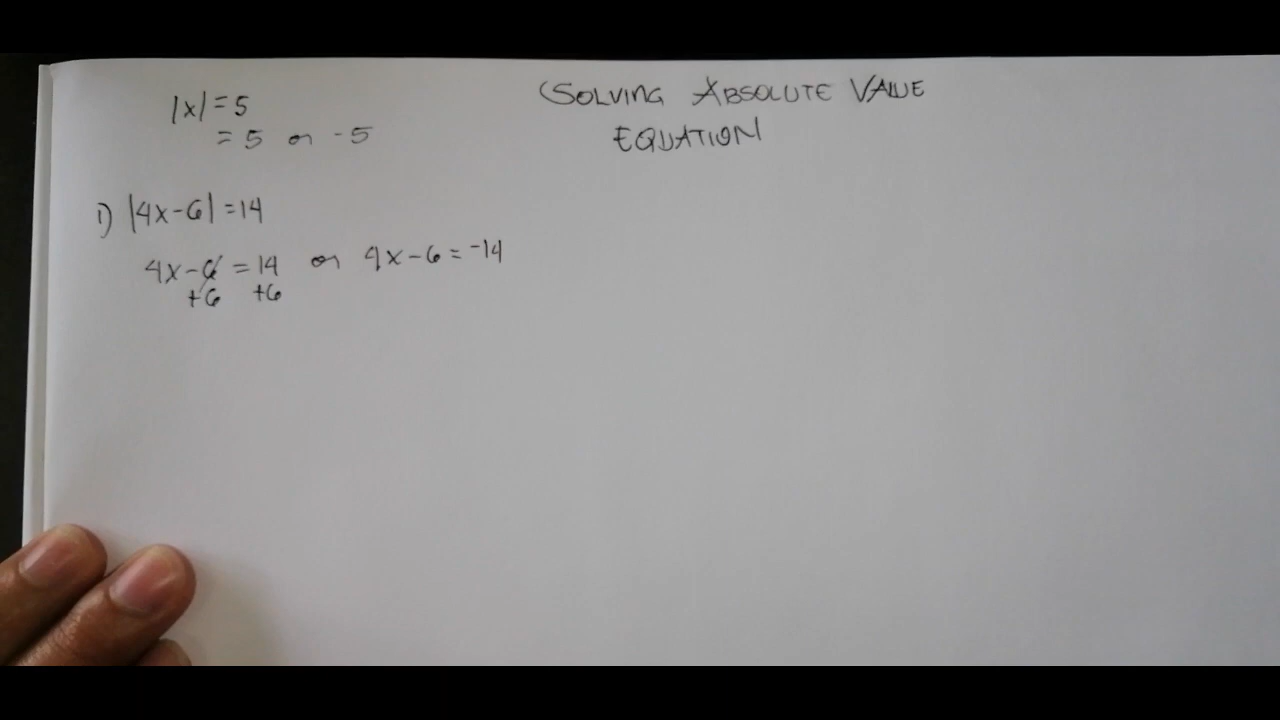 SOLVING ABSOLUTE VALUE
EQUATION
|x| = 5
= 5 or -5
1) |4x-6| = 14
4x-6 = 14 or 4x-6 = -14
+6 +6